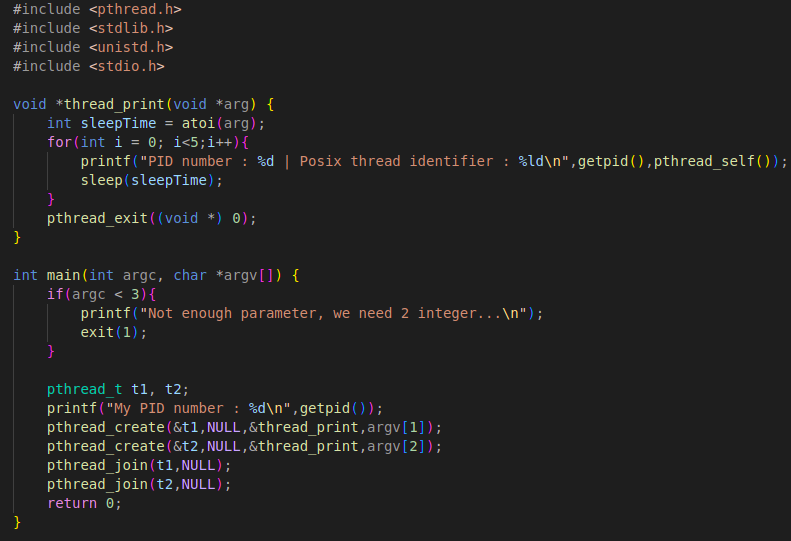 #include <pthread.h>
#include <stdlib.h>
#include <unistd.h>
#include <stdio.h>

void *thread_print(void *arg) {
    int sleepTime = atoi(arg);
    for(int i = 0; i<5;i++){
        printf("PID number : %d | Posix thread identifier : %ld\n",getpid(),pthread_self());
        sleep(sleepTime);
    }
    pthread_exit((void *) 0);
}

int main(int argc, char *argv[]) {
    if(argc < 3){
        printf("Not enough parameter, we need 2 integer...\n");
        exit(1);
    }

    pthread_t t1, t2;
    printf("My PID number : %d\n",getpid());
    pthread_create(&t1,NULL,&thread_print,argv[1]);
    pthread_create(&t2,NULL,&thread_print,argv[2]);
    pthread_join(t1,NULL);
    pthread_join(t2,NULL);
    return 0;
}